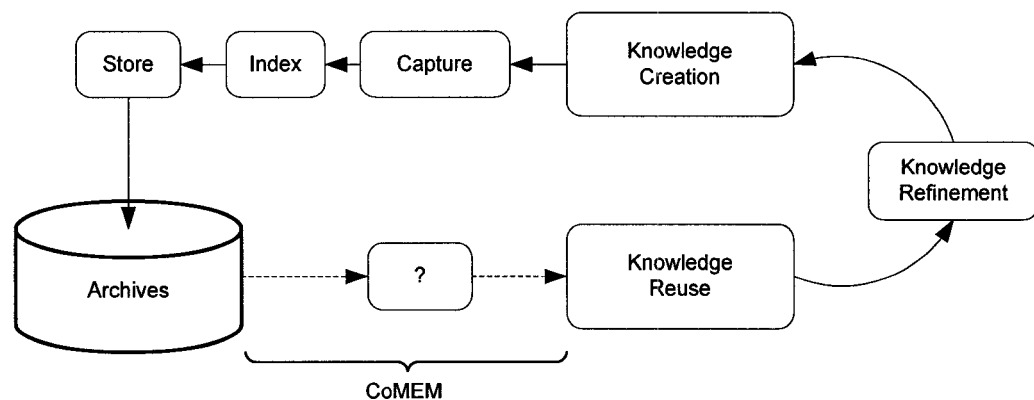 Store
Index
Capture
Knowledge
Creation
Knowledge
Refinement
Archives
?
Knowledge
Reuse
CoMEM